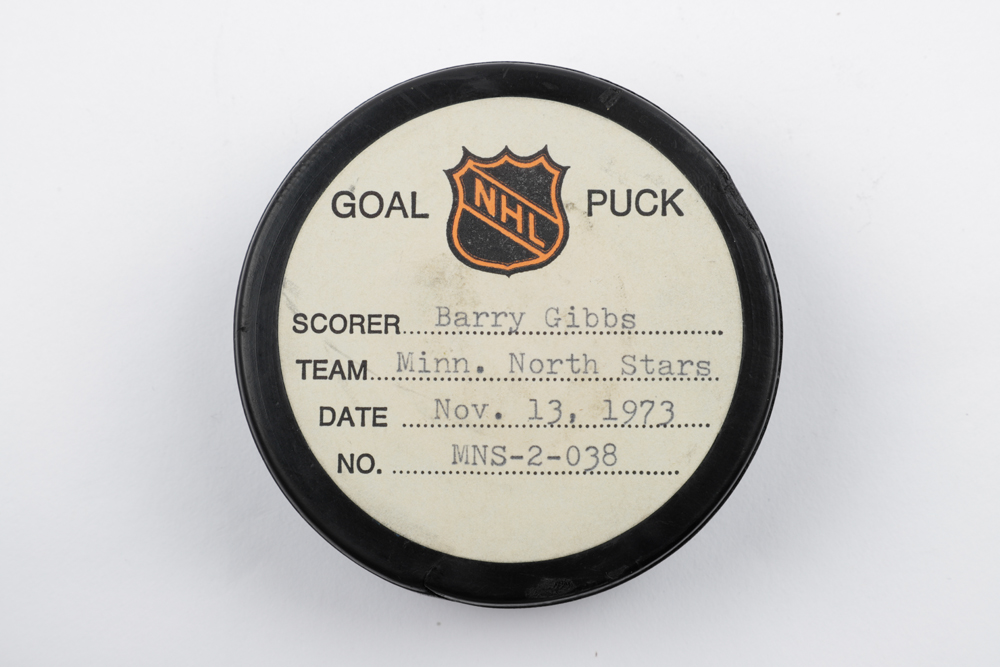 GOAL NHL PUCK
SCORER Barry Gibbs
TEAM Minn. North Stars
DATE Nov. 13, 1973
NO. MNS-2-038